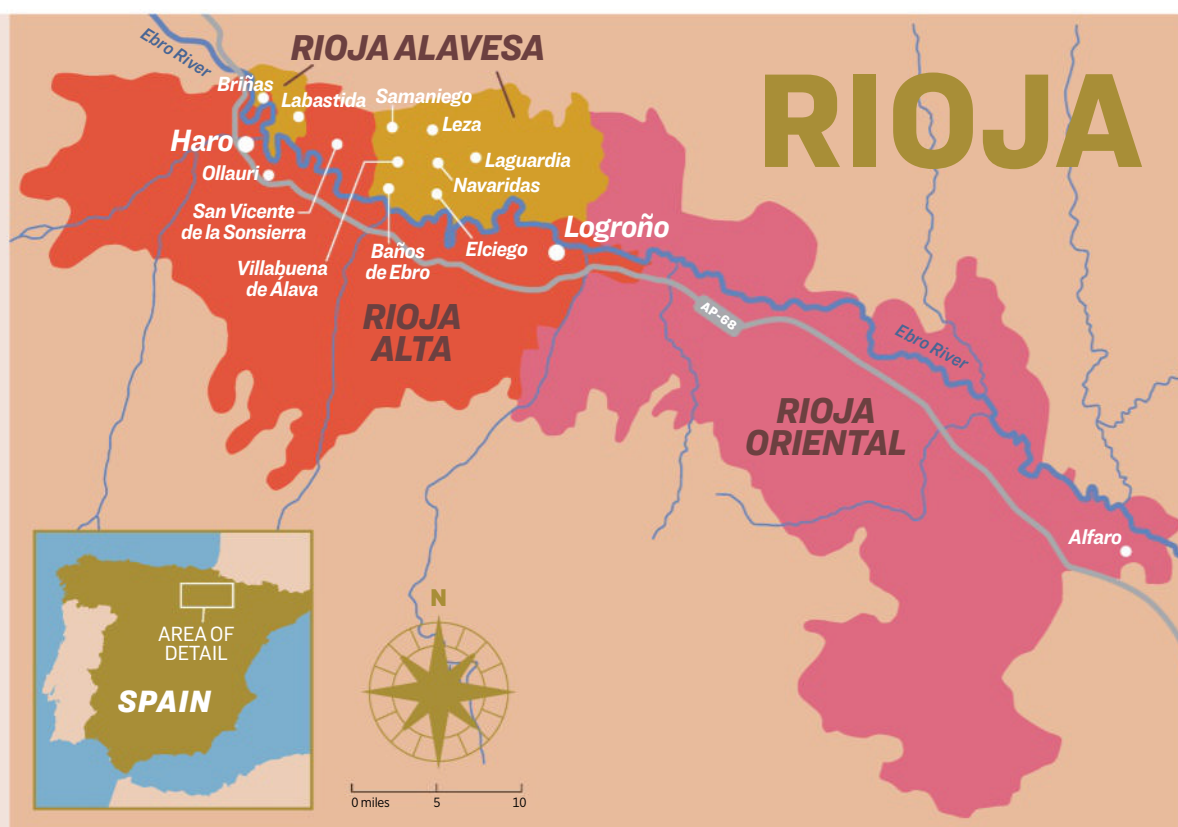 RIOJA
RIOJA ALAVESA
Ebro River
Briñas
Labastida
Samaniego
Leza
Haro
Laguardia
Ollauri
Navaridas
San Vicente
de la Sonsierra
Villabuena
de Álava
Baños
de Ebro
Elciego
Logroño
RIOJA
ALTA
AP-68
Ebro River
RIOJA
ORIENTAL
Alfaro
AREA OF
DETAIL
SPAIN
N
0 miles 5 10